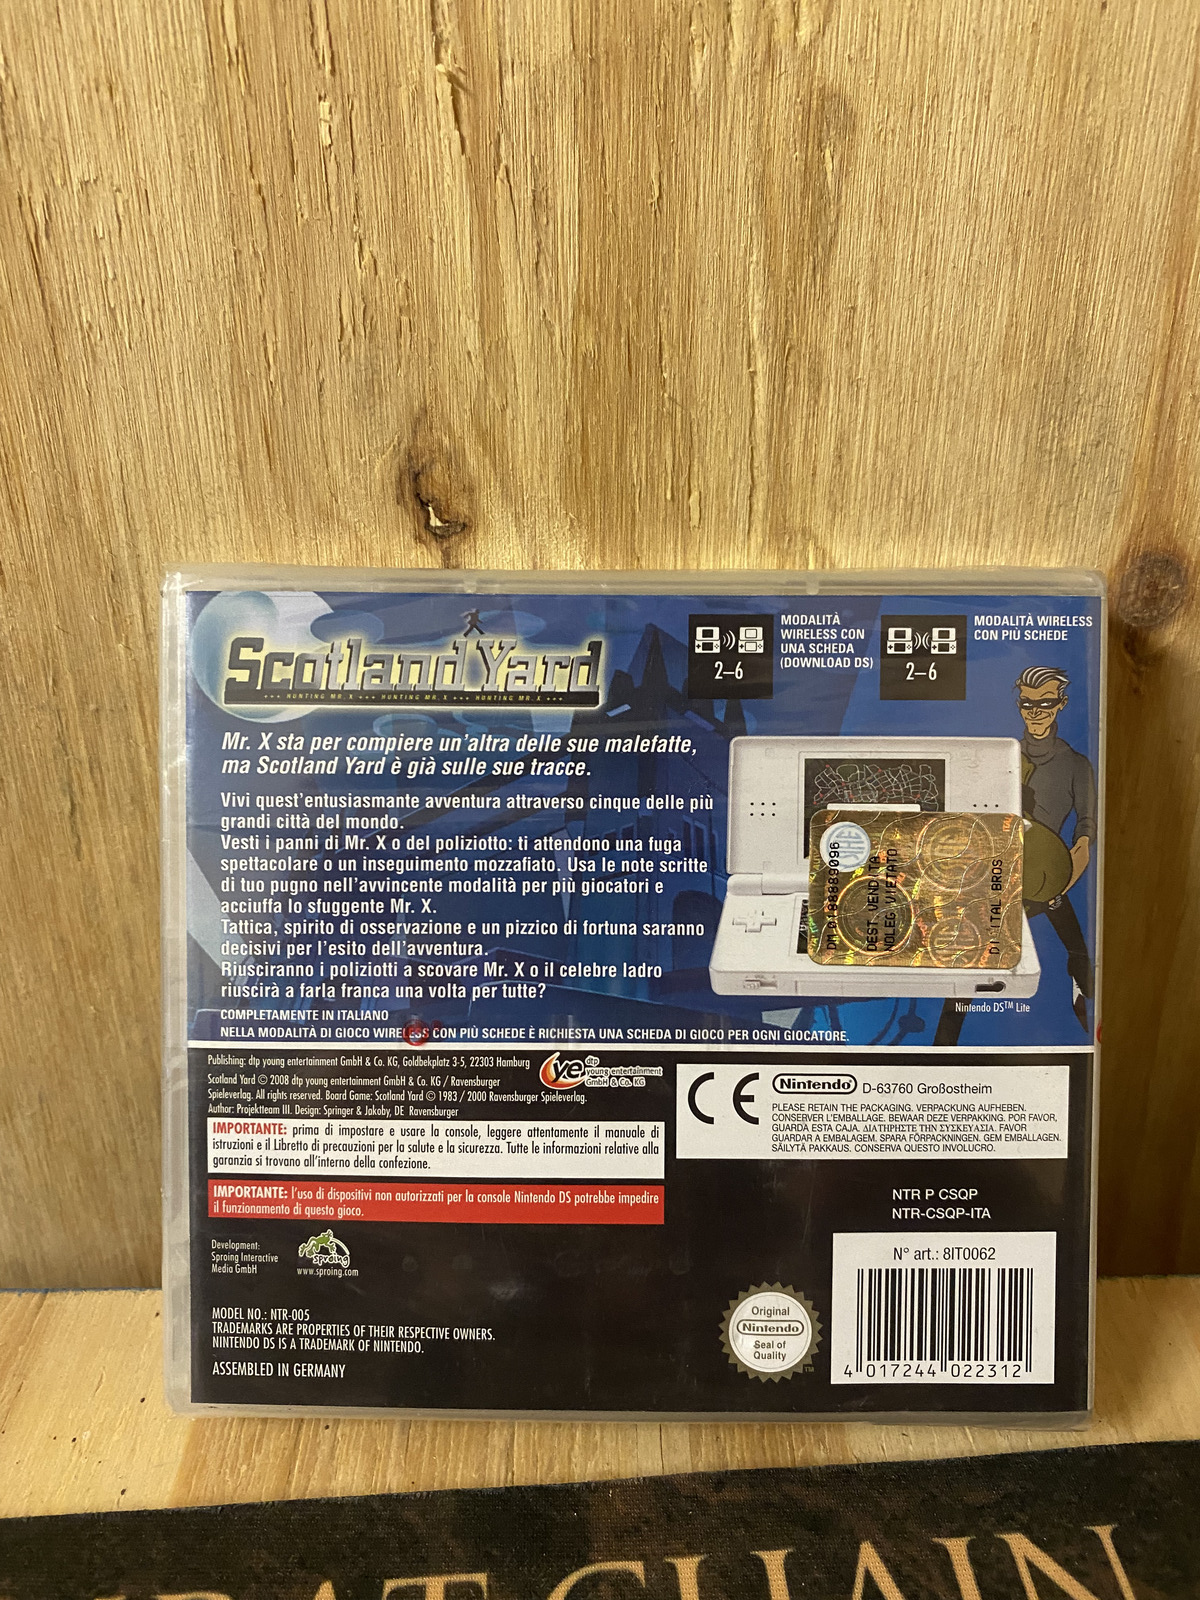 Scotland Yard
HUNTING MR. X HUNTING MR. X HUNTING MR. X
2–6
MODALITÀ
WIRELESS CON
UNA SCHEDA
(DOWNLOAD DS)
2–6
MODALITÀ WIRELESS
CON PIÙ SCHEDE
Mr. X sta per compiere un'altra delle sue malefatte,
ma Scotland Yard è già sulle sue tracce.
Vivi quest'entusiasmante avventura attraverso cinque delle più
grandi città del mondo.
Vesti i panni di Mr. X o del poliziotto: ti attendono una fuga
spettacolare o un inseguimento mozzafiato. Usa le note scritte
di tuo pugno nell'avvincente modalità per più giocatori e
acciuffa lo sfuggente Mr. X.
Tattica, spirito di osservazione e un pizzico di fortuna saranno
decisivi per l'esito dell'avventura.
Riusciranno i poliziotti a scovare Mr. X o il celebre ladro
riuscirà a farla franca una volta per tutte?
COMPLETAMENTE IN ITALIANO
NELLA MODALITÀ DI GIOCO WIRELESS CON PIÙ SCHEDE È RICHIESTA UNA SCHEDA DI GIOCO PER OGNI GIOCATORE.
DEST.VENDITA
NOLEG VIETATO
Nintendo DS™ Lite
Publishing: dtp young entertainment GmbH & Co. KG, Goldbekplatz 3-5, 22303 Hamburg
Scotland Yard © 2008 dtp young entertainment GmbH & Co. KG / Ravensburger
Spieleverlag. All rights reserved. Board Game: Scotland Yard © 1983 / 2000 Ravensburger Spieleverlag.
Author: Projektteam III. Design: Springer & Jakoby, DE Ravensburger
ye dtp
young entertainment
GmbH & Co. KG
IMPORTANTE: prima di impostare e usare la console, leggere attentamente il manuale di
istruzioni e il Libretto di precauzioni per la salute e la sicurezza. Tutte le informazioni relative alla
garanzia si trovano all'interno della confezione.
IMPORTANTE: l'uso di dispositivi non autorizzati per la console Nintendo DS potrebbe impedire
il funzionamento di questo gioco.
CE
Nintendo D-63760 Großostheim
PLEASE RETAIN THE PACKAGING. VERPACKUNG AUFHEBEN.
CONSERVER L'EMBALLAGE. BEWAAR DEZE VERPAKKING. POR FAVOR,
GUARDA ESTA CAJA. ΔΙΑΤΗΡΗΣΤΕ ΤΗΝ ΣΥΣΚΕΥΑΣΙΑ. FAVOR
GUARDAR A EMBALAGEM. SPARA FÖRPACKNINGEN. GEM EMBALLAGEN.
SÄILYTÄ PAKKAUS. CONSERVA QUESTO INVOLUCRO.
NTR P CSQP
NTR-CSQP-ITA
Development:
Sproing Interactive
Media GmbH
sproing
www.sproing.com
MODEL NO.: NTR-005
TRADEMARKS ARE PROPERTIES OF THEIR RESPECTIVE OWNERS.
NINTENDO DS IS A TRADEMARK OF NINTENDO.
ASSEMBLED IN GERMANY
Original
Nintendo
Seal of
Quality
TM
N° art.: 8IT0062
4 017244 022312
CHAIN